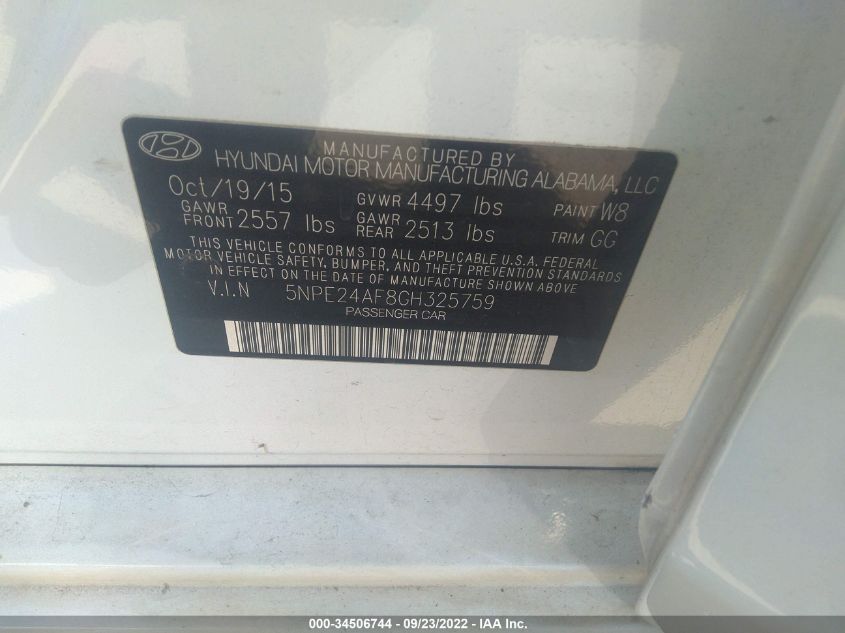 MANUFACTURED BY
HYUNDAI MOTOR MANUFACTURING ALABAMA, LLC
Oct/19/15 GVWR 4497 lbs PAINT W8
GAWR FRONT 2557 lbs GAWR REAR 2513 lbs TRIM GG
THIS VEHICLE CONFORMS TO ALL APPLICABLE U.S.A. FEDERAL
MOTOR VEHICLE SAFETY, BUMPER, AND THEFT PREVENTION STANDARDS
IN EFFECT ON THE DATE OF MANUFACTURE SHOWN ABOVE
V.I.N 5NPE24AF8GH325759
PASSENGER CAR
000-34506744 - 09/23/2022 - IAA Inc.